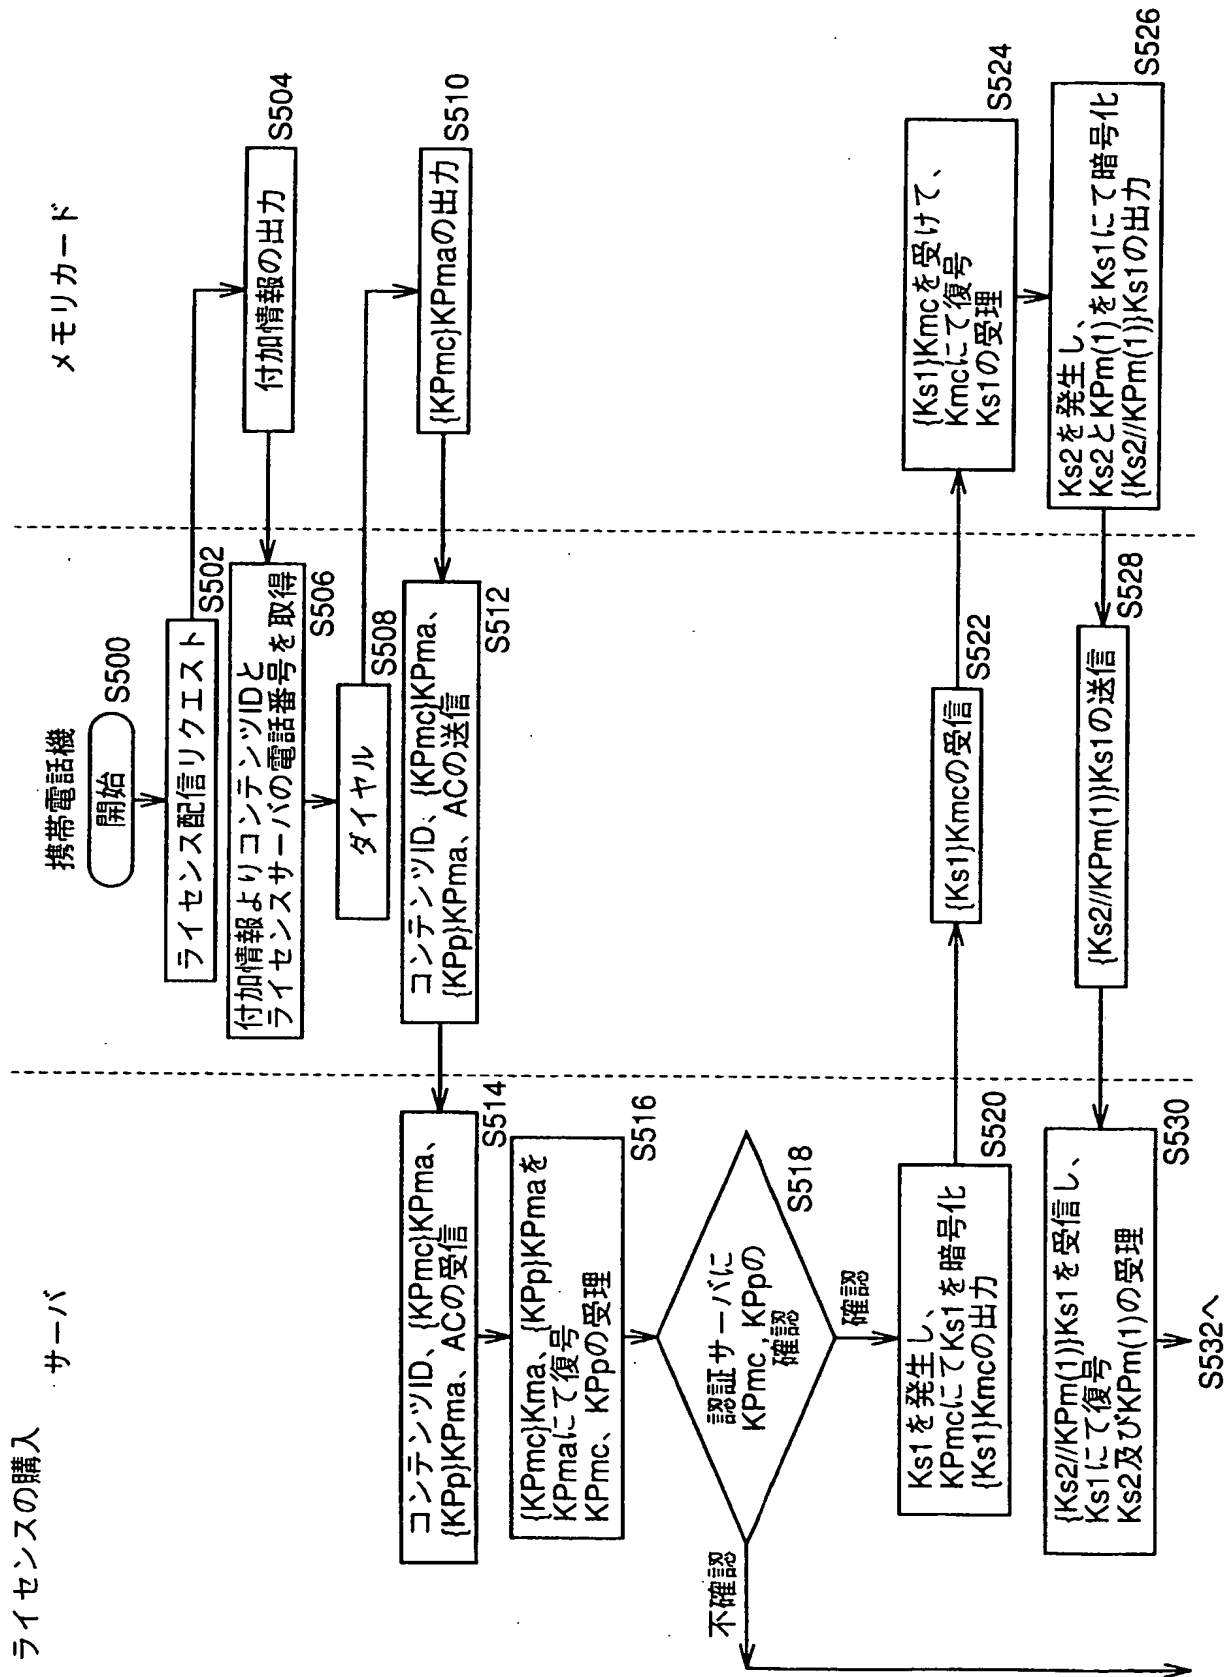 ライセンスの購入
サーバ
携帯電話機
メモリカード
開始
S500
ライセンス配信リクエスト
S502
付加情報の出力
S504
付加情報よりコンテンツIDと
ライセンスサーバの電話番号を取得
S506
ダイヤル
S508
{KPmc}KPmaの出力
S510
コンテンツID、{KPmc}KPma、
{KPp}KPma、ACの送信
S512
コンテンツID、{KPmc}KPma、
{KPp}KPma、ACの受信
S514
{KPmc}Kma、{KPp}KPmaを
KPmaにて復号
KPmc、KPpの受理
S516
認証サーバに
KPmc, KPpの
確認
S518
不確認
確認
Ks1を発生し、
KPmcにてKs1を暗号化
{Ks1}Kmcの出力
S520
{Ks1}Kmcの受信
S522
{Ks1}Kmcを受けて、
Kmcにて復号
Ks1の受理
S524
Ks2を発生し、
Ks2とKPm(1)をKs1にて暗号化
{Ks2//KPm(1)}Ks1の出力
S526
{Ks2//KPm(1)}Ks1の送信
S528
{Ks2//KPm(1)}Ks1を受信し、
Ks1にて復号
Ks2及びKPm(1)の受理
S530
S532へ